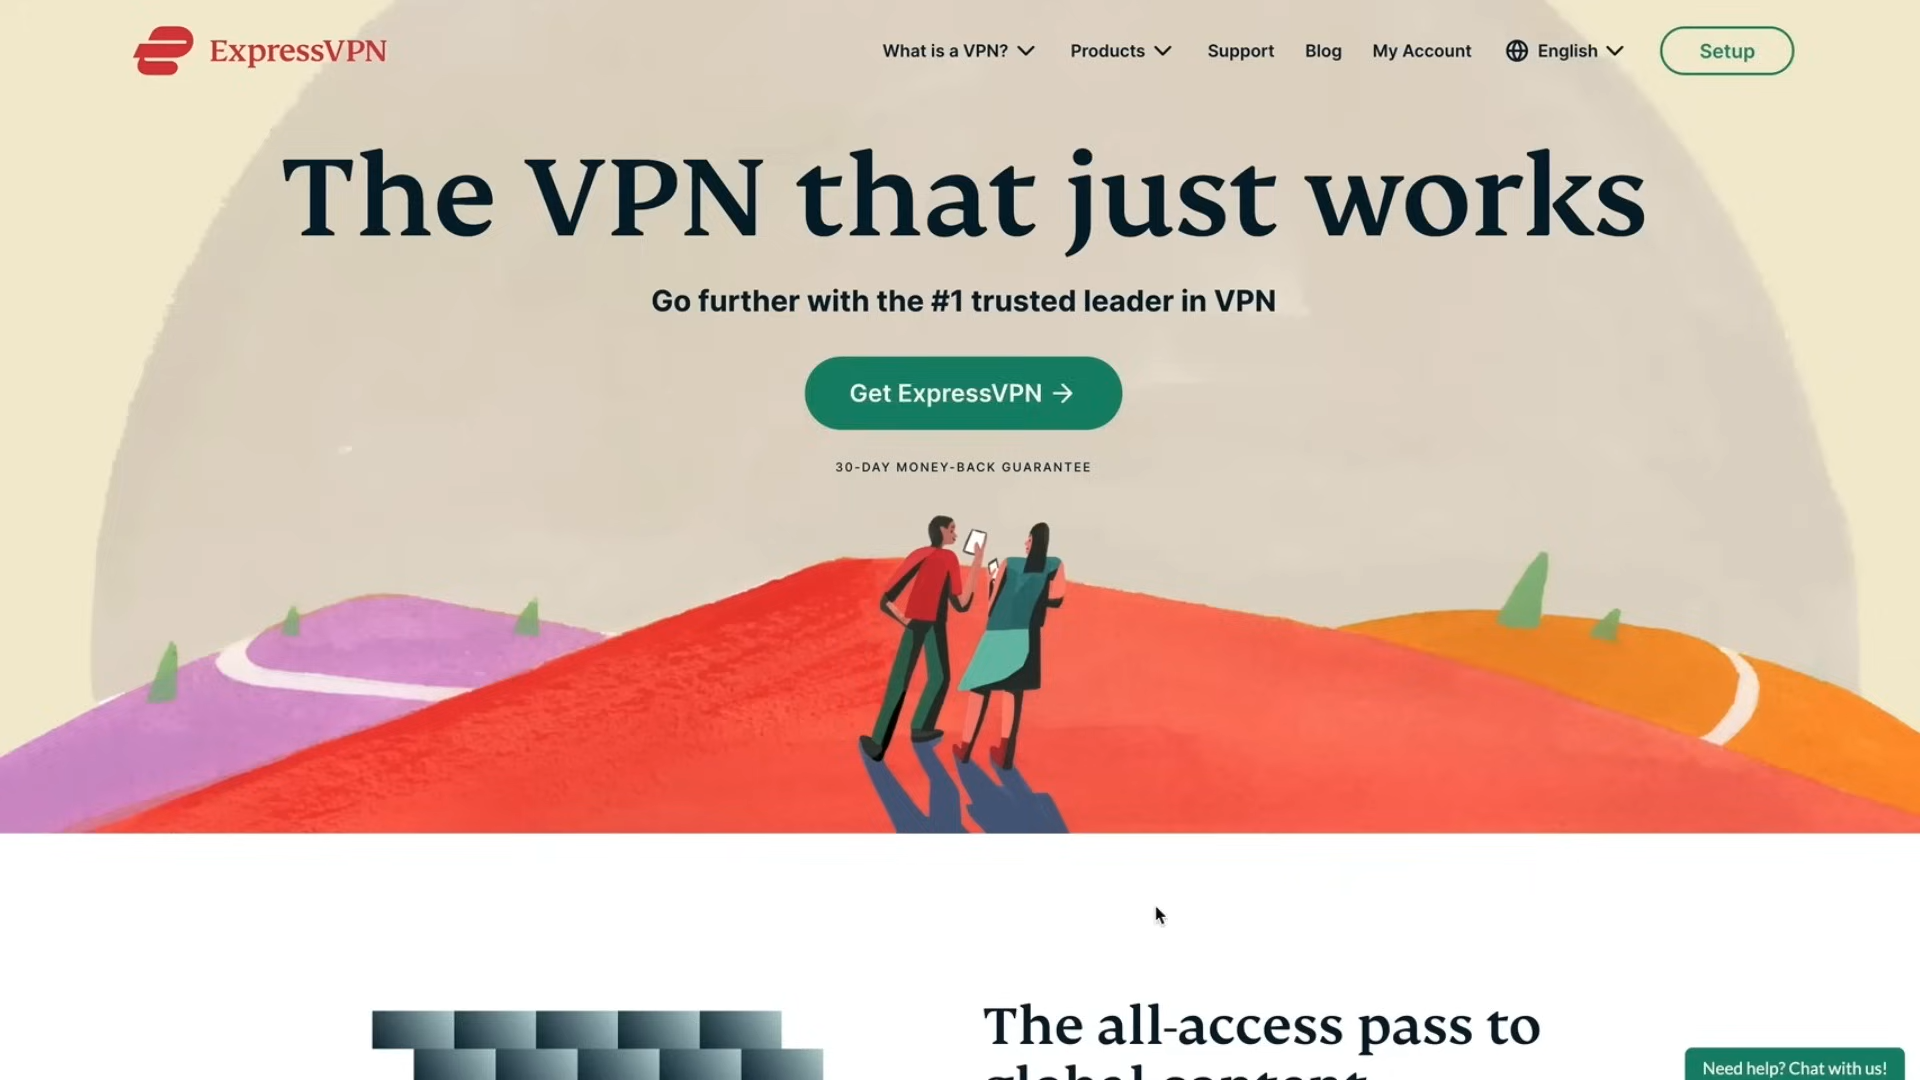 ExpressVPN
What is a VPN?
Products
Support
Blog
My Account
English
Setup
The VPN that just works
Go further with the #1 trusted leader in VPN
Get ExpressVPN →
30-DAY MONEY-BACK GUARANTEE
The all-access pass to
global content
Need help? Chat with us!